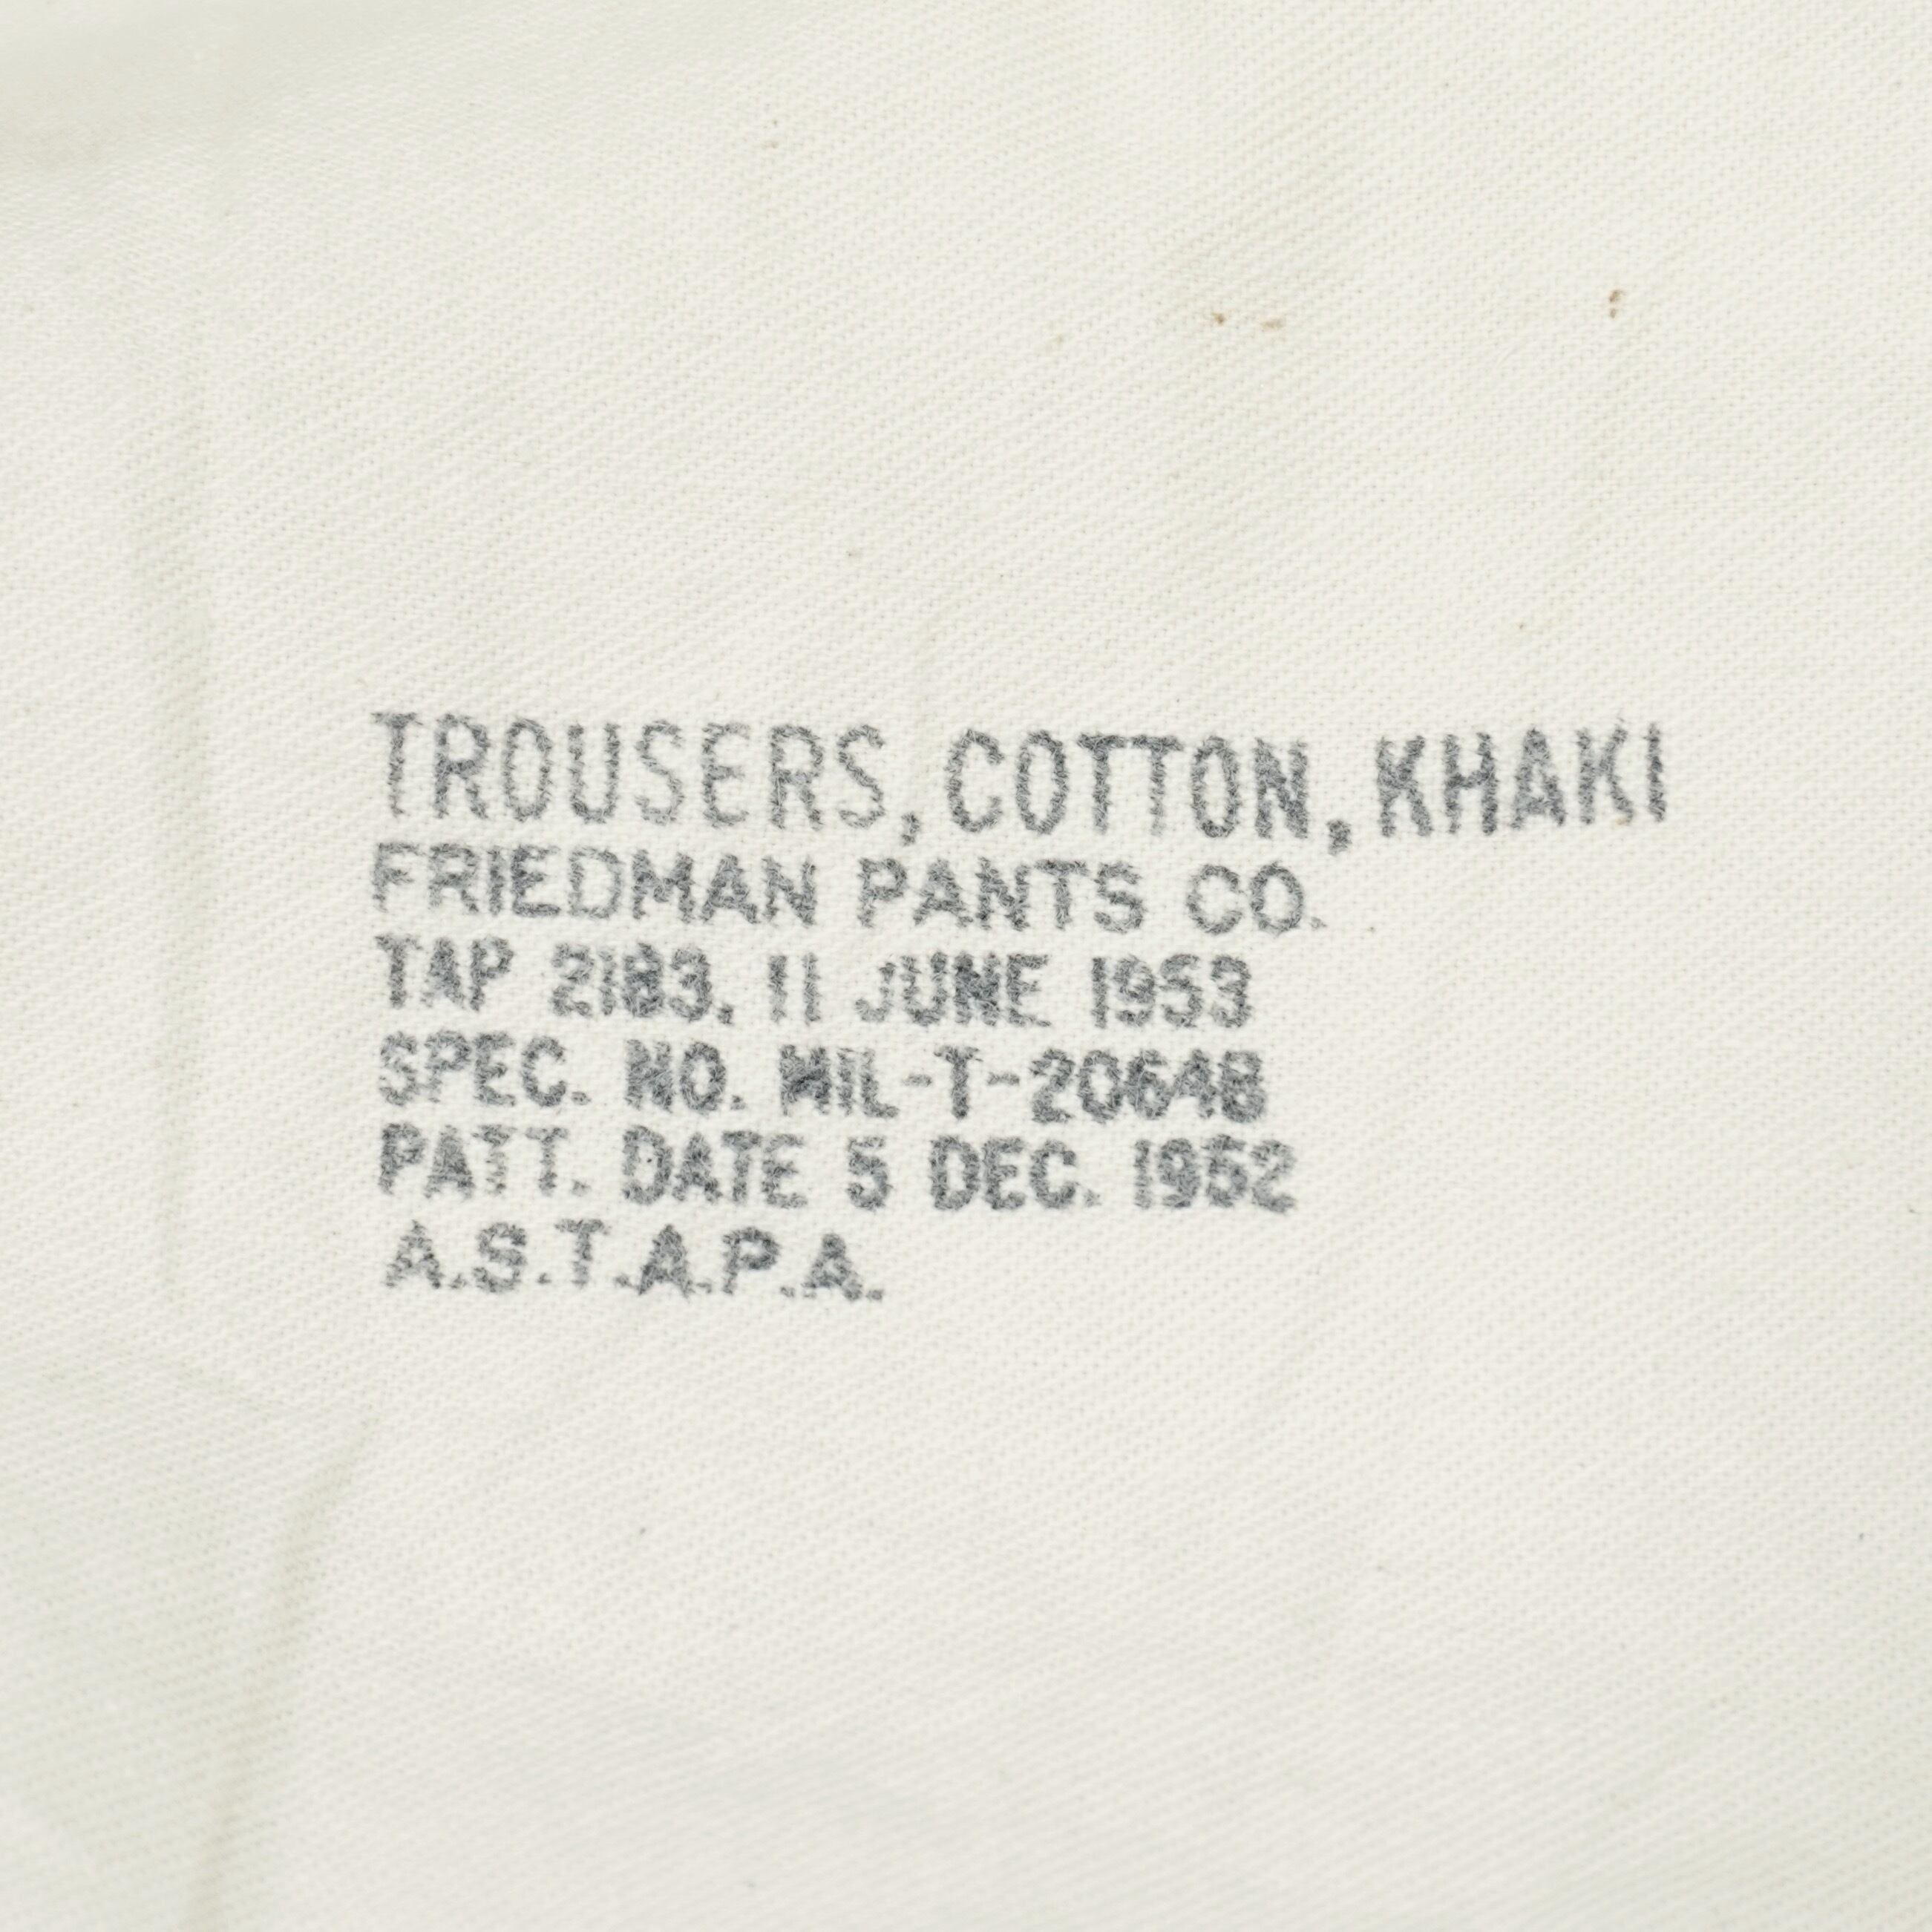 TROUSERS, COTTON, KHAKI
FRIEDMAN PANTS CO.
TAP 2183, 11 JUNE 1953
SPEC. NO. MIL-T-2064B
PATT. DATE 5 DEC. 1952
A.S.T.A.P.A.